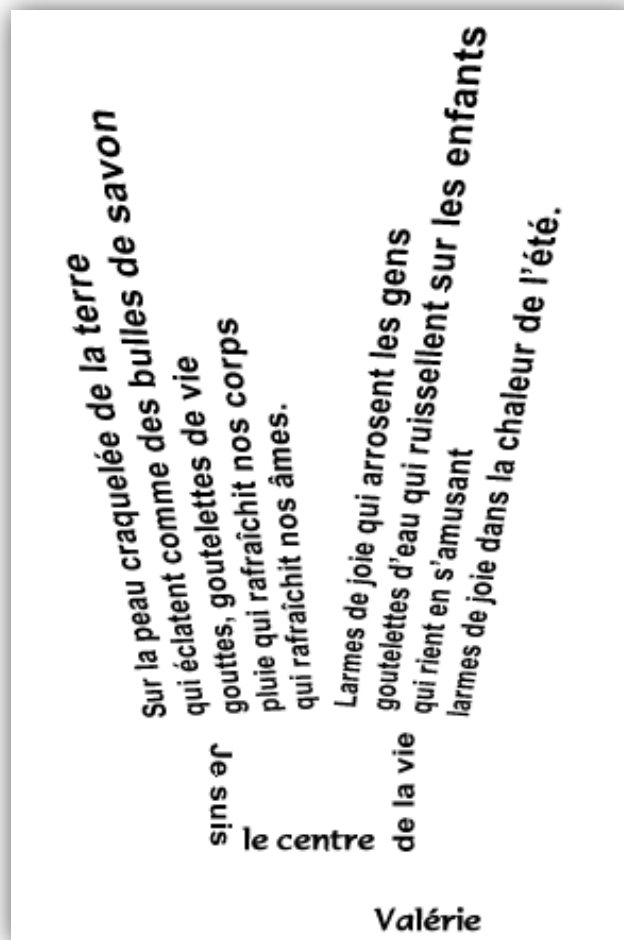 Sur la peau craquelée de la terre
qui éclatent comme des bulles de savon
gouttes, goutelettes de vie
pluie qui rafraîchit nos corps
qui rafraîchit nos âmes.
Larmes de joie qui arrosent les gens
goutelettes d'eau qui ruissellent sur les enfants
qui rient en s'amusant
larmes de joie dans la chaleur de l'été.
Je suis
le centre
de la vie
Valérie